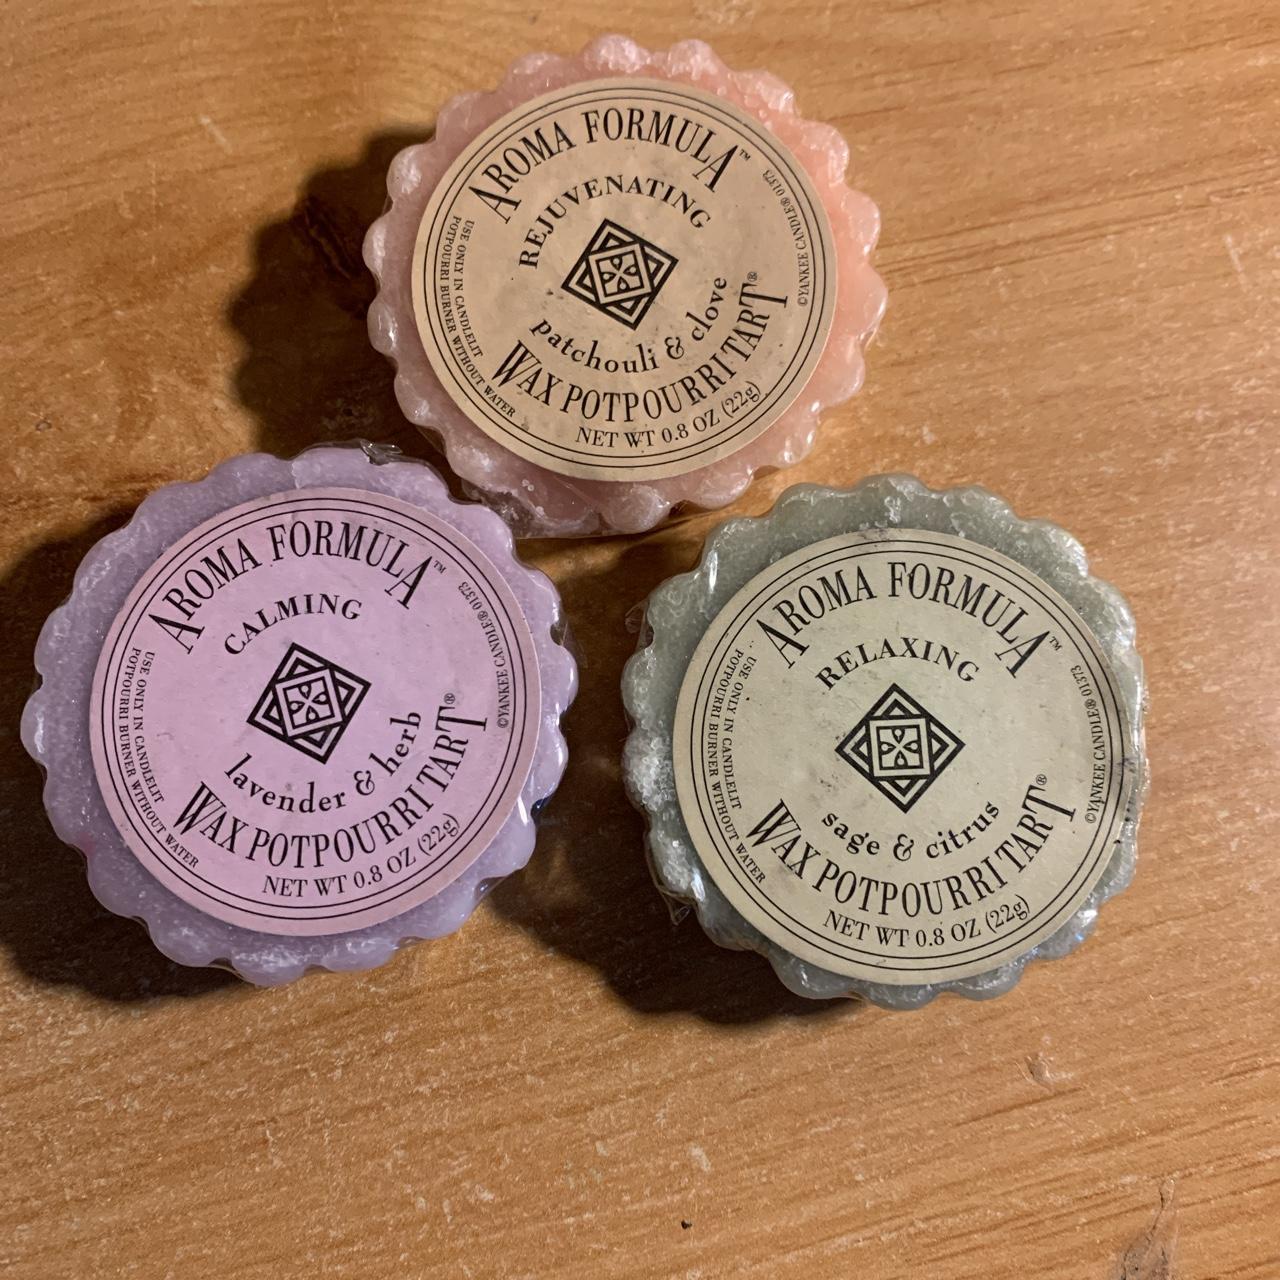 AROMA FORMULA™
REJUVENATING
patchouli & clove
WAX POTPOURRI TART®
NET WT 0.8 OZ (22g)
USE ONLY IN CANDLELIT
POTPOURRI BURNER WITHOUT WATER
©YANKEE CANDLE® 01373
AROMA FORMULA™
CALMING
lavender & herb
WAX POTPOURRI TART®
NET WT 0.8 OZ (22g)
USE ONLY IN CANDLELIT
POTPOURRI BURNER WITHOUT WATER
©YANKEE CANDLE® 01373
AROMA FORMULA™
RELAXING
sage & citrus
WAX POTPOURRI TART®
NET WT 0.8 OZ (22g)
USE ONLY IN CANDLELIT
POTPOURRI BURNER WITHOUT WATER
©YANKEE CANDLE® 01373